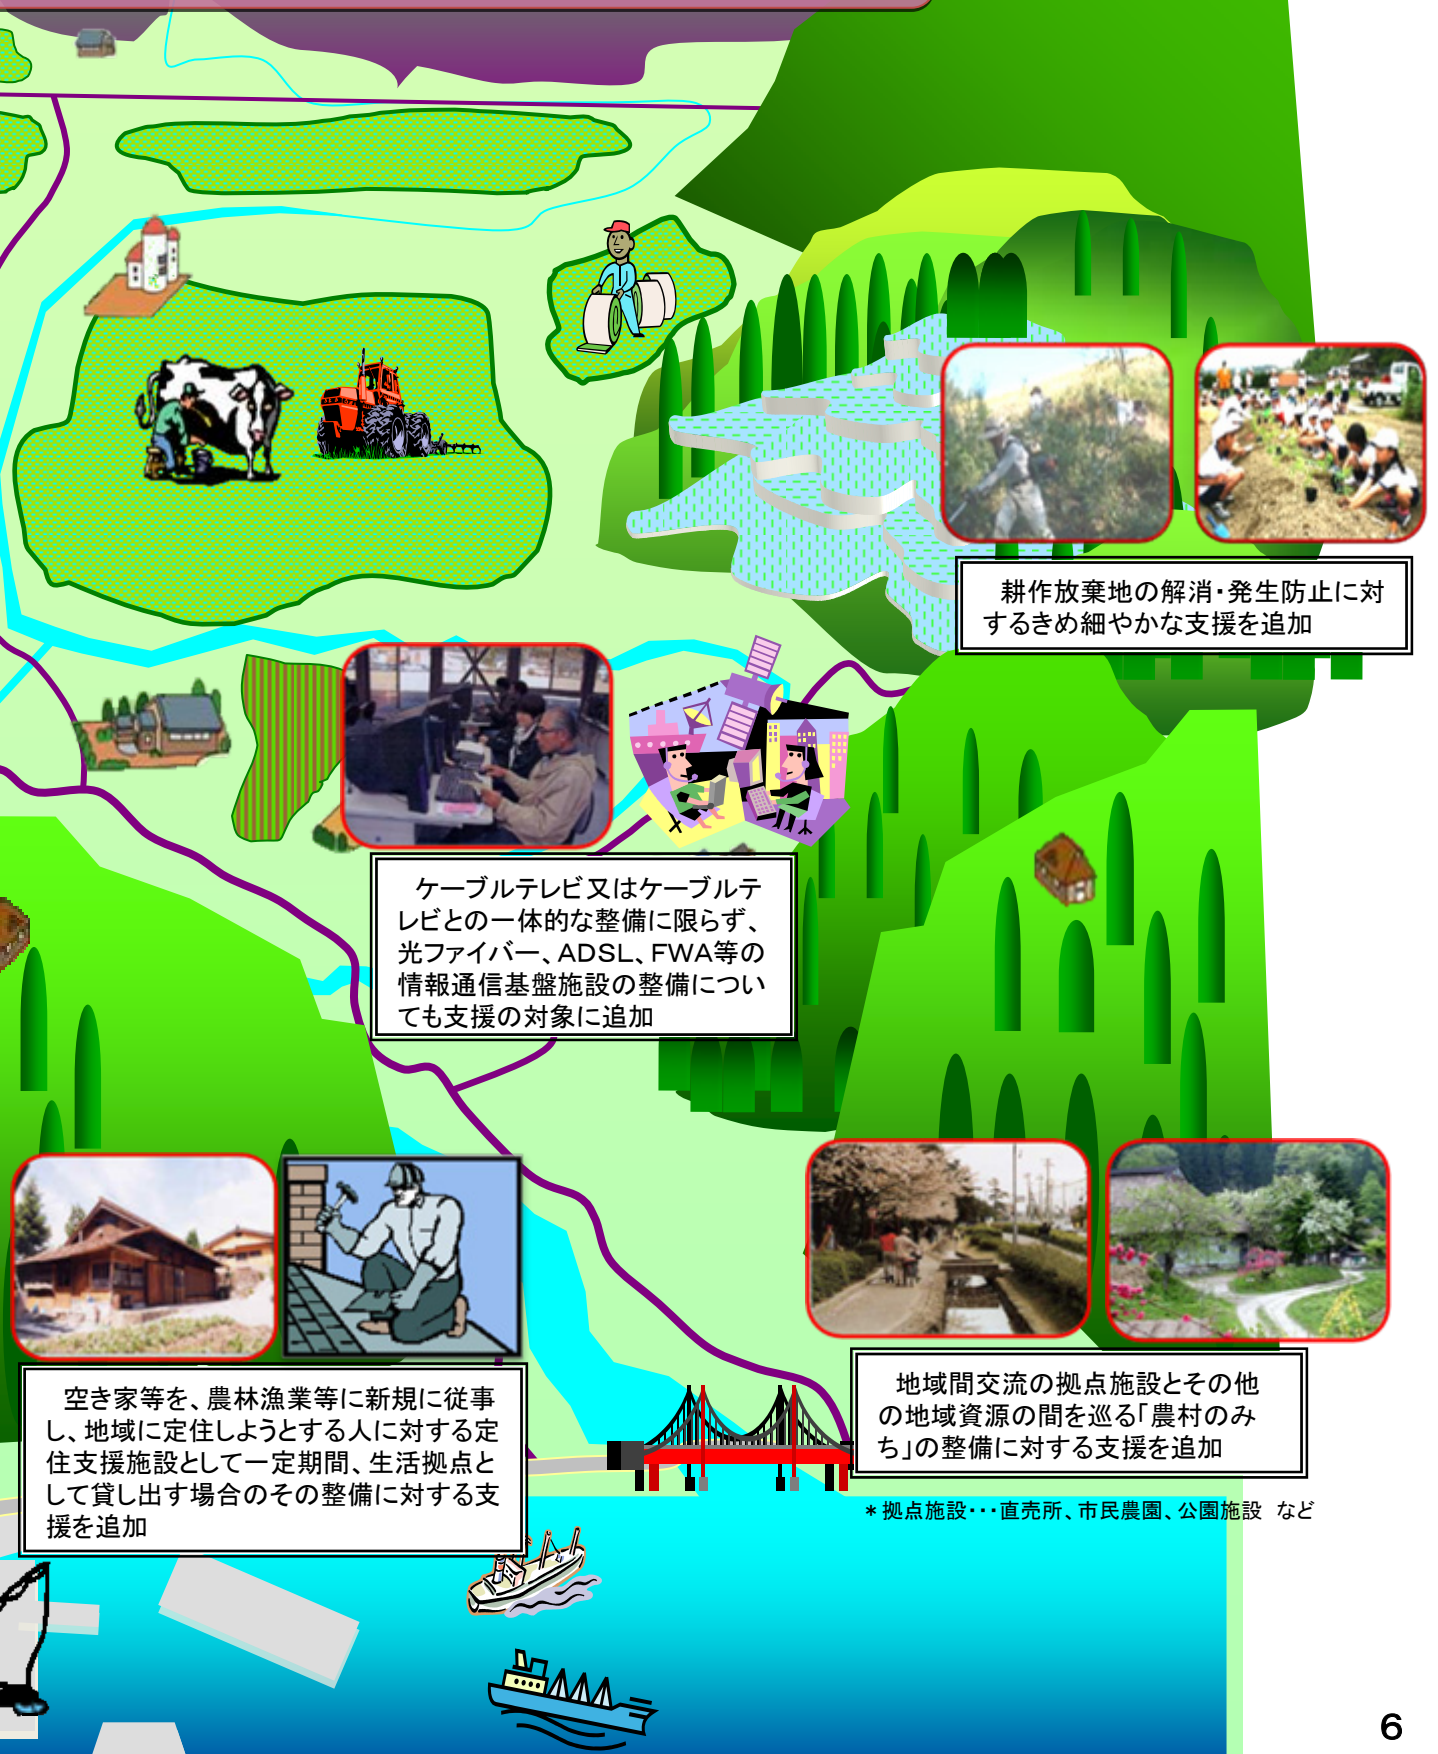 耕作放棄地の解消・発生防止に対
するきめ細やかな支援を追加
ケーブルテレビ又はケーブルテ
レビとの一体的な整備に限らず、
光ファイバー、ADSL、FWA等の
情報通信基盤施設の整備につい
ても支援の対象に追加
空き家等を、農林漁業等に新規に従事
し、地域に定住しようとする人に対する定
住支援施設として一定期間、生活拠点と
して貸し出す場合のその整備に対する支
援を追加
地域間交流の拠点施設とその他
の地域資源の間を巡る「農村のみ
ち」の整備に対する支援を追加
＊拠点施設・・・直売所、市民農園、公園施設　など
6